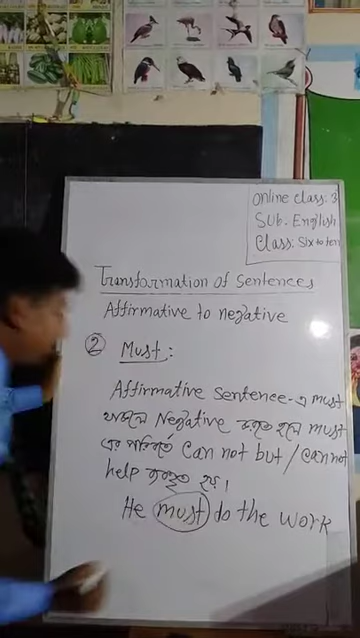 Online class: 3
Sub- English
Class: Six to ten
Transformation of Sentences
Affirmative to negative
② Must:
Affirmative sentence-এ must
থাকলে Negative করতে হলে must
এর পরিবর্তে can not but / cannot
help করতে হয়।
He must do the work